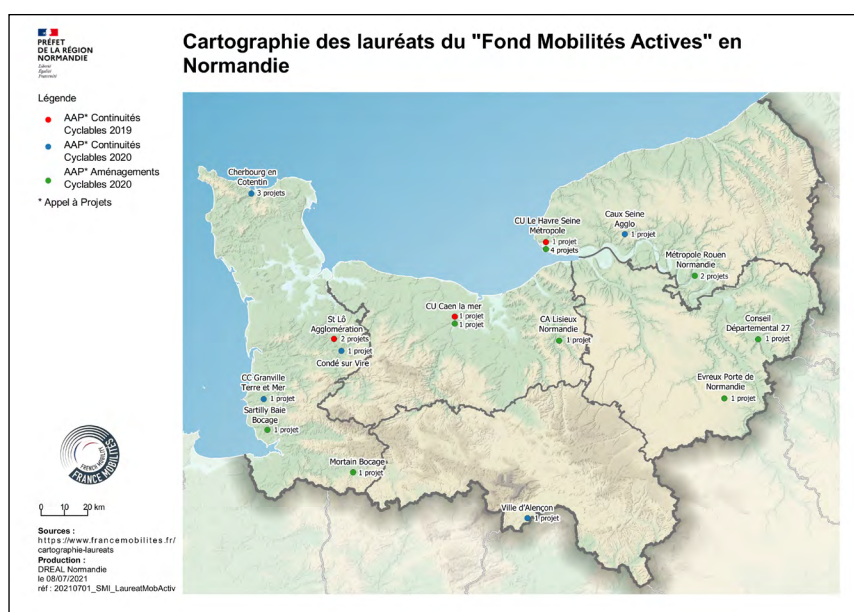 PRÉFET
DE LA RÉGION
NORMANDIE
Liberté
Égalité
Fraternité
Cartographie des lauréats du "Fond Mobilités Actives" en
Normandie
Légende
AAP* Continuités
Cyclables 2019
AAP* Continuités
Cyclables 2020
AAP* Aménagements
Cyclables 2020
* Appel à Projets
Cherbourg en
Cotentin
3 projets
CU Le Havre Seine
Métropole
1 projet
4 projets
Caux Seine
Agglo
1 projet
Métropole Rouen
Normandie
2 projets
CU Caen la mer
1 projet
1 projet
CA Lisieux
Normandie
1 projet
Conseil
Départemental 27
1 projet
St Lô
Agglomération
2 projets
1 projet
Condé sur Vire
Evreux Porte de
Normandie
1 projet
CC Granville
Terre et Mer
1 projet
Sartilly Baie
Bocage
1 projet
Mortain Bocage
1 projet
Ville d'Alençon
1 projet
FRENCH MOBILITY
FRANCE MOBILITÉS
0 10 20 km
Sources :
https://www.francemobilites.fr/
cartographie-laureats
Production :
DREAL Normandie
le 08/07/2021
réf : 20210701_SMI_LaureatMobActiv